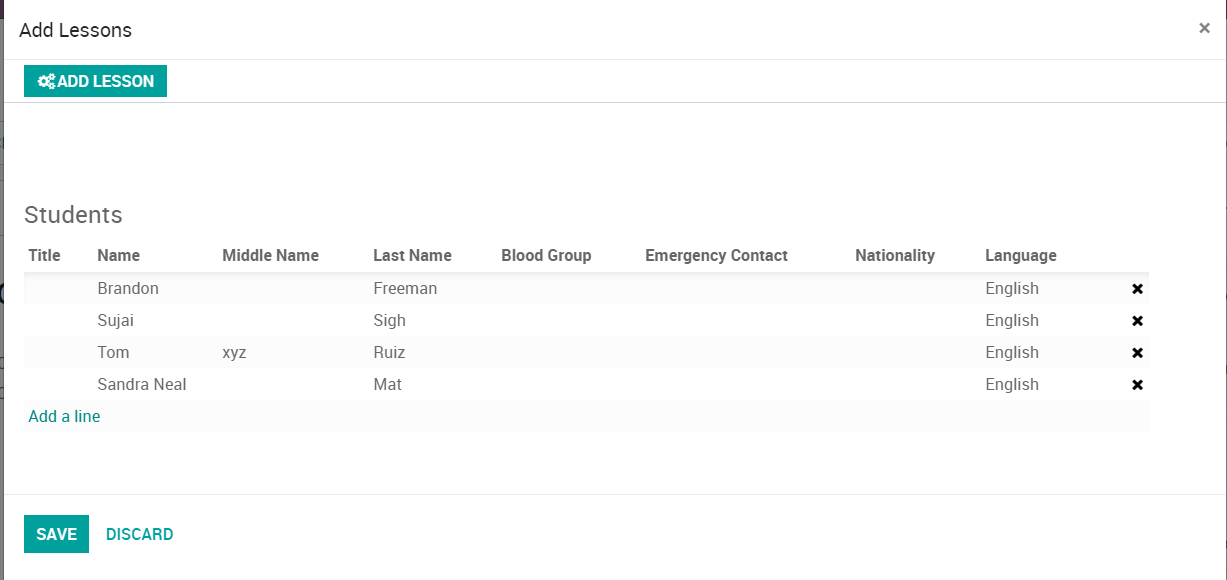 Add Lessons ×
ADD LESSON
Students
Title Name Middle Name Last Name Blood Group Emergency Contact Nationality Language
Brandon Freeman English
Sujai Sigh English
Tom xyz Ruiz English
Sandra Neal Mat English
Add a line
SAVE DISCARD